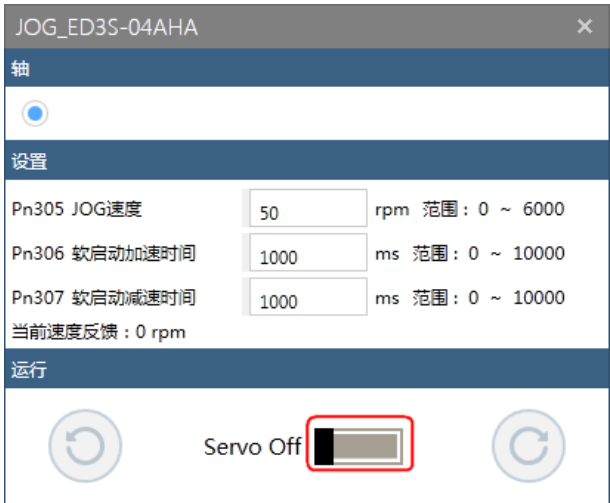 JOG_ED3S-04AHA ×
轴
设置
Pn305 JOG速度 50 rpm 范围：0 ~ 6000
Pn306 软启动加速时间 1000 ms 范围：0 ~ 10000
Pn307 软启动减速时间 1000 ms 范围：0 ~ 10000
当前速度反馈：0 rpm
运行
Servo Off